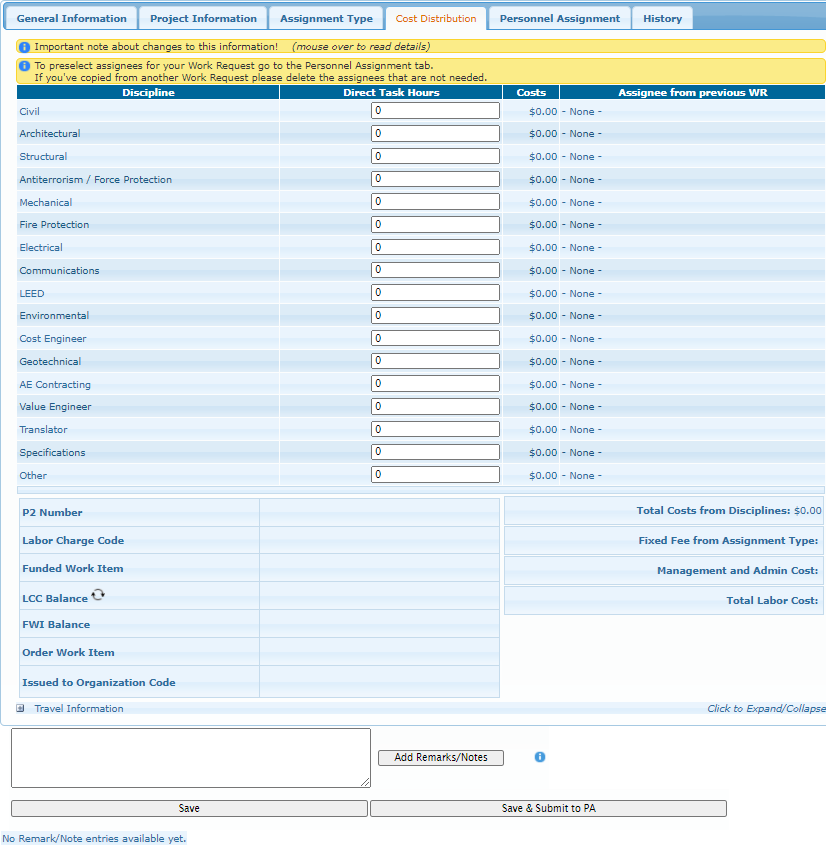 General Information Project Information Assignment Type Cost Distribution Personnel Assignment History
Important note about changes to this information! (mouse over to read details)
To preselect assignees for your Work Request go to the Personnel Assignment tab.
If you've copied from another Work Request please delete the assignees that are not needed.
Discipline Direct Task Hours Costs Assignee from previous WR
Civil 0 $0.00 - None -
Architectural 0 $0.00 - None -
Structural 0 $0.00 - None -
Antiterrorism / Force Protection 0 $0.00 - None -
Mechanical 0 $0.00 - None -
Fire Protection 0 $0.00 - None -
Electrical 0 $0.00 - None -
Communications 0 $0.00 - None -
LEED 0 $0.00 - None -
Environmental 0 $0.00 - None -
Cost Engineer 0 $0.00 - None -
Geotechnical 0 $0.00 - None -
AE Contracting 0 $0.00 - None -
Value Engineer 0 $0.00 - None -
Translator 0 $0.00 - None -
Specifications 0 $0.00 - None -
Other 0 $0.00 - None -
P2 Number
Labor Charge Code
Funded Work Item
LCC Balance
FWI Balance
Order Work Item
Issued to Organization Code
Total Costs from Disciplines: $0.00
Fixed Fee from Assignment Type:
Management and Admin Cost:
Total Labor Cost:
Travel Information Click to Expand/Collapse
Add Remarks/Notes
Save Save & Submit to PA
No Remark/Note entries available yet.